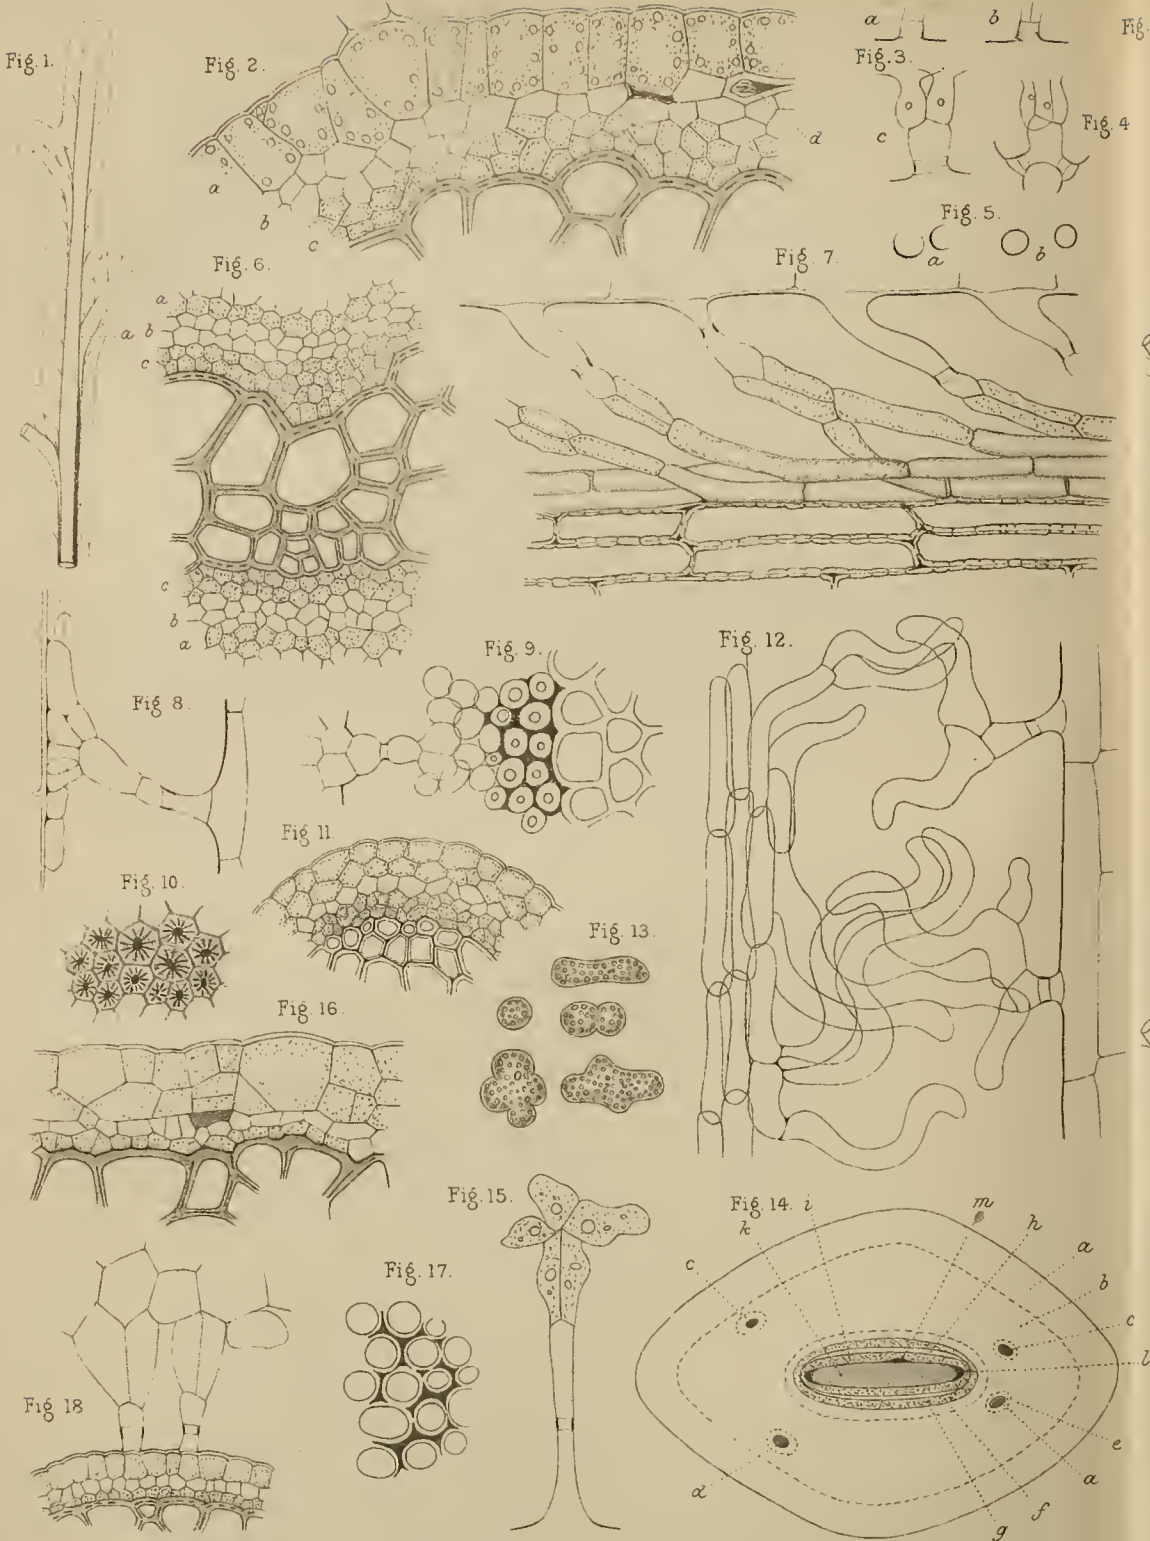 a b Fig.
Fig. 1. Fig. 2. Fig. 3.
d c Fig. 4
a
b
c
Fig. 5.
a b
Fig. 6. Fig. 7.
a
a b
c
c
b
a
Fig. 8. Fig. 9. Fig. 12.
Fig. 11.
Fig. 10.
Fig. 13.
Fig. 16.
Fig. 15. Fig. 14. i m h
k a
c b
c
l
Fig. 17.
Fig. 18
e
d a
f
g